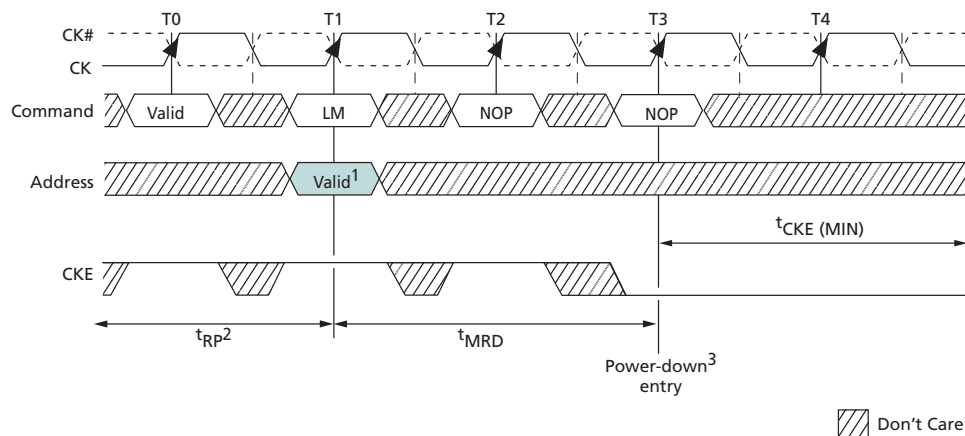 T0 T1 T2 T3 T4
CK#
CK
Command Valid LM NOP NOP
Address Valid1
tCKE (MIN)
CKE
tRP2 tMRD
Power-down3
entry
Don't Care